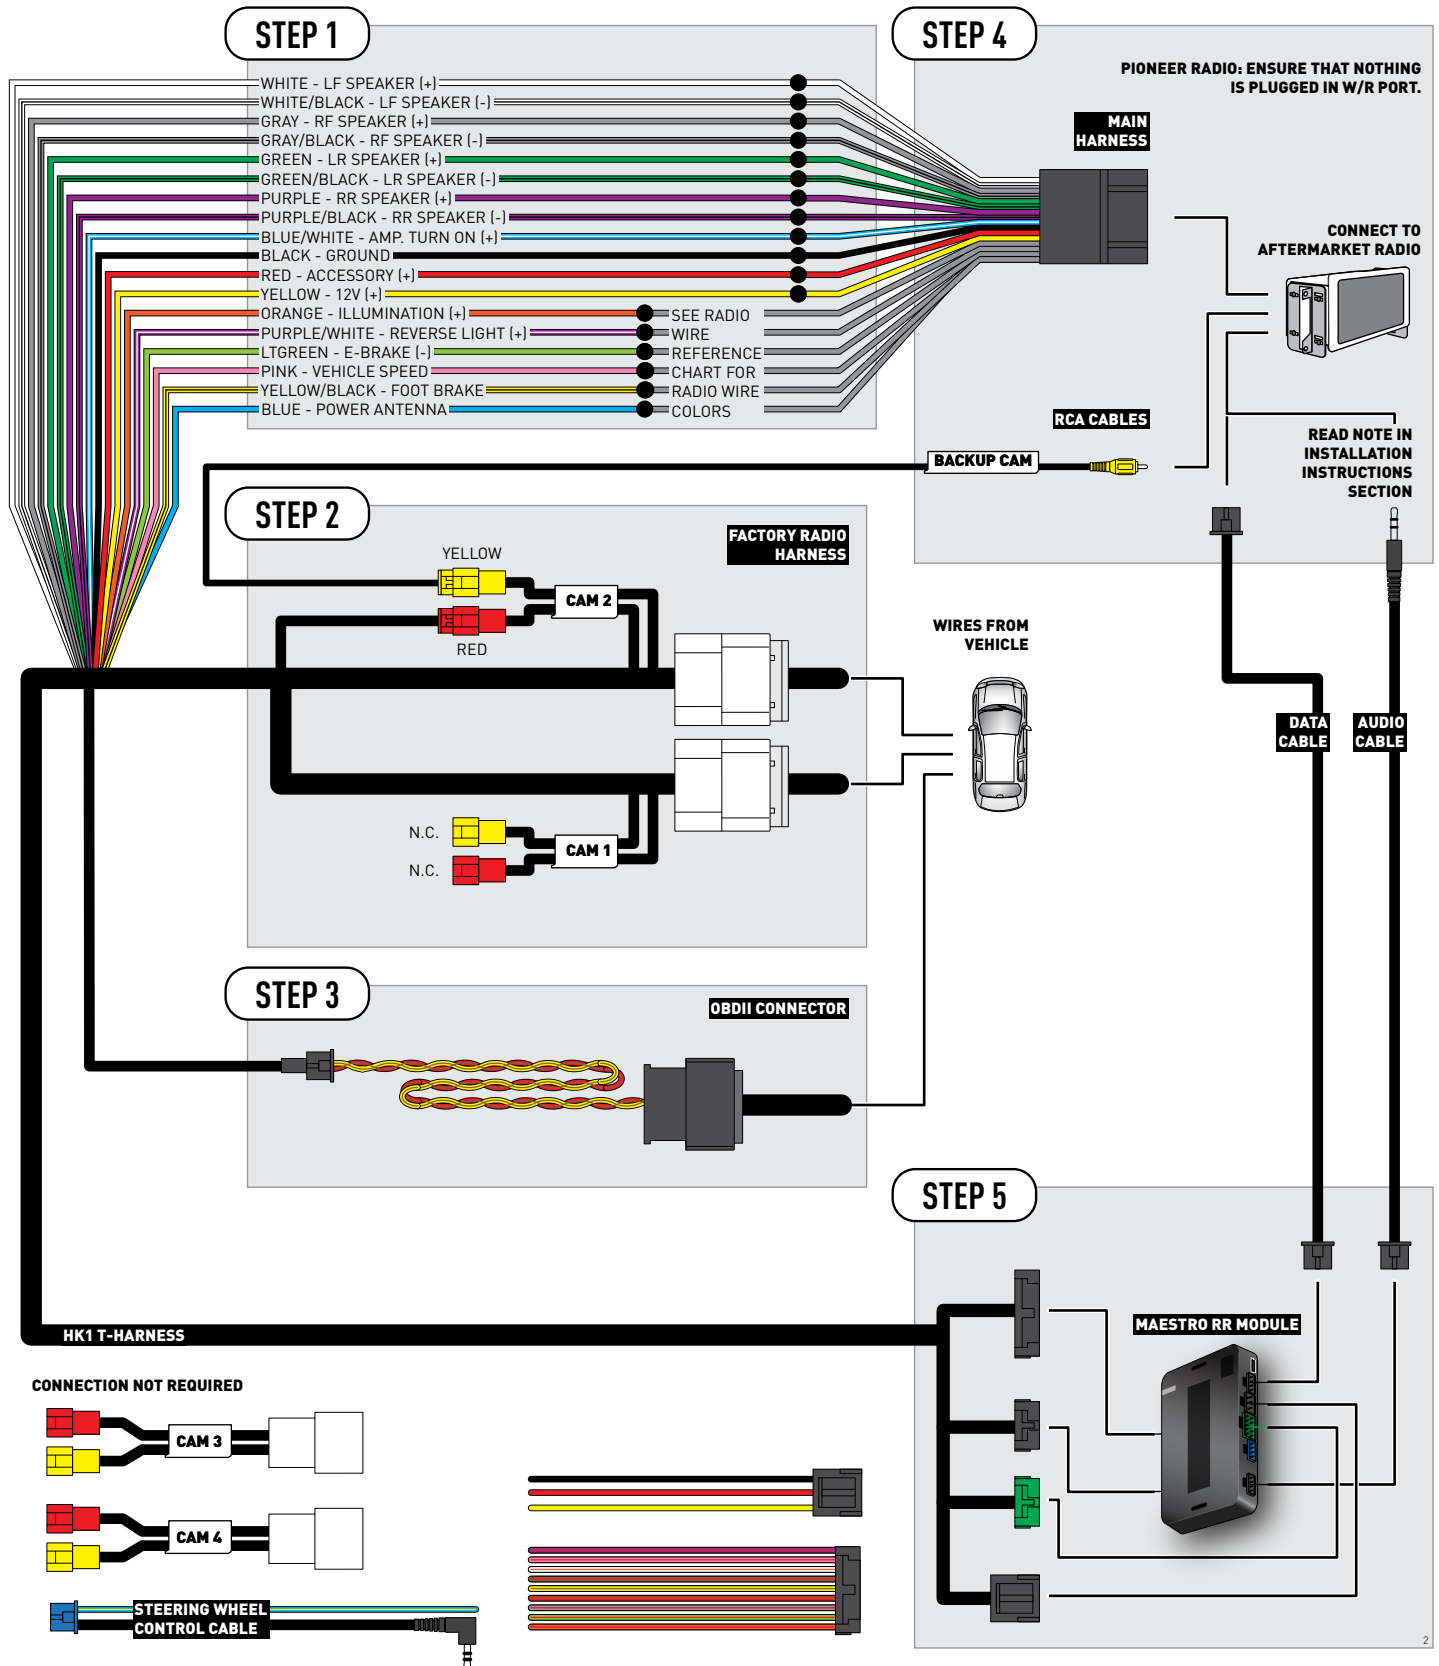 STEP 1
WHITE - LF SPEAKER (+)
WHITE/BLACK - LF SPEAKER (-)
GRAY - RF SPEAKER (+)
GRAY/BLACK - RF SPEAKER (-)
GREEN - LR SPEAKER (+)
GREEN/BLACK - LR SPEAKER (-)
PURPLE - RR SPEAKER (+)
PURPLE/BLACK - RR SPEAKER (-)
BLUE/WHITE - AMP. TURN ON (+)
BLACK - GROUND
RED - ACCESSORY (+)
YELLOW - 12V (+)
ORANGE - ILLUMINATION (+)
PURPLE/WHITE - REVERSE LIGHT (+)
LTGREEN - E-BRAKE (-)
PINK - VEHICLE SPEED
YELLOW/BLACK - FOOT BRAKE
BLUE - POWER ANTENNA
SEE RADIO
WIRE
REFERENCE
CHART FOR
RADIO WIRE
COLORS
STEP 4
PIONEER RADIO: ENSURE THAT NOTHING
IS PLUGGED IN W/R PORT.
MAIN
HARNESS
CONNECT TO
AFTERMARKET RADIO
RCA CABLES
BACKUP CAM
READ NOTE IN
INSTALLATION
INSTRUCTIONS
SECTION
STEP 2
FACTORY RADIO
HARNESS
YELLOW
CAM 2
RED
WIRES FROM
VEHICLE
DATA
CABLE
AUDIO
CABLE
N.C.
CAM 1
N.C.
STEP 3
OBDII CONNECTOR
STEP 5
MAESTRO RR MODULE
HK1 T-HARNESS
CONNECTION NOT REQUIRED
CAM 3
CAM 4
STEERING WHEEL
CONTROL CABLE
2